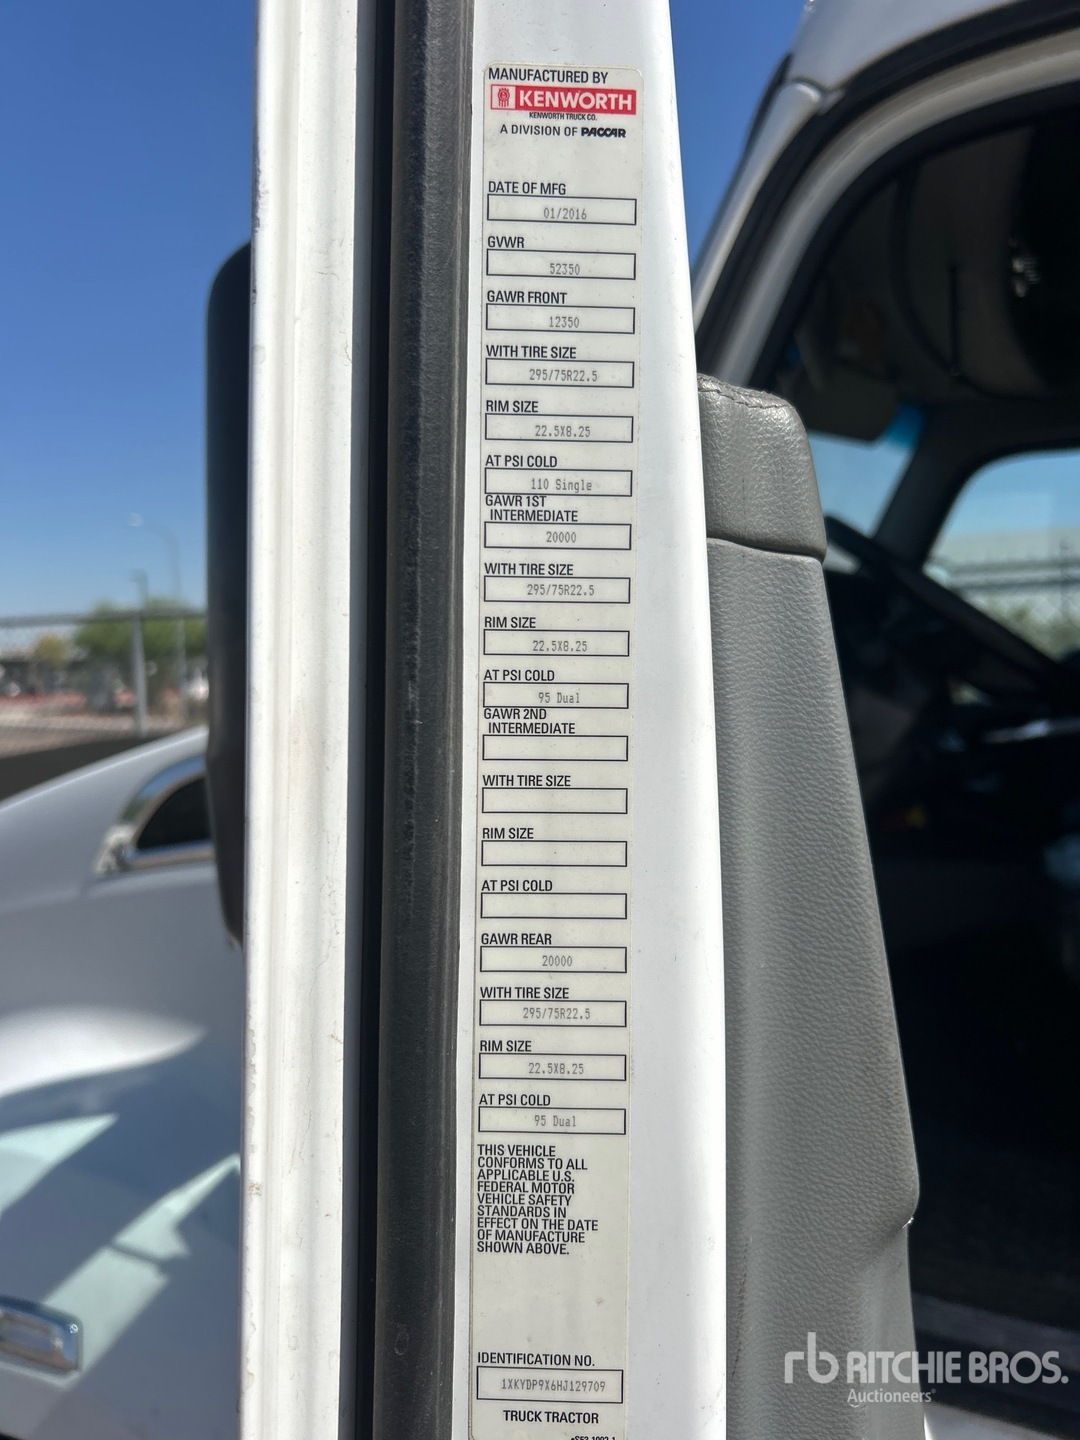 MANUFACTURED BY
KENWORTH
KENWORTH TRUCK CO.
A DIVISION OF PACCAR
DATE OF MFG
01/2016
GVWR
52350
GAWR FRONT
12350
WITH TIRE SIZE
295/75R22.5
RIM SIZE
22.5X8.25
AT PSI COLD
110 Single
GAWR 1ST
INTERMEDIATE
20000
WITH TIRE SIZE
295/75R22.5
RIM SIZE
22.5X8.25
AT PSI COLD
95 Dual
GAWR 2ND
INTERMEDIATE
WITH TIRE SIZE
RIM SIZE
AT PSI COLD
GAWR REAR
20000
WITH TIRE SIZE
295/75R22.5
RIM SIZE
22.5X8.25
AT PSI COLD
95 Dual
THIS VEHICLE
CONFORMS TO ALL
APPLICABLE U.S.
FEDERAL MOTOR
VEHICLE SAFETY
STANDARDS IN
EFFECT ON THE DATE
OF MANUFACTURE
SHOWN ABOVE.
IDENTIFICATION NO.
1XKYDP9X6HJ129709
TRUCK TRACTOR
rb RITCHIE BROS.
Auctioneers